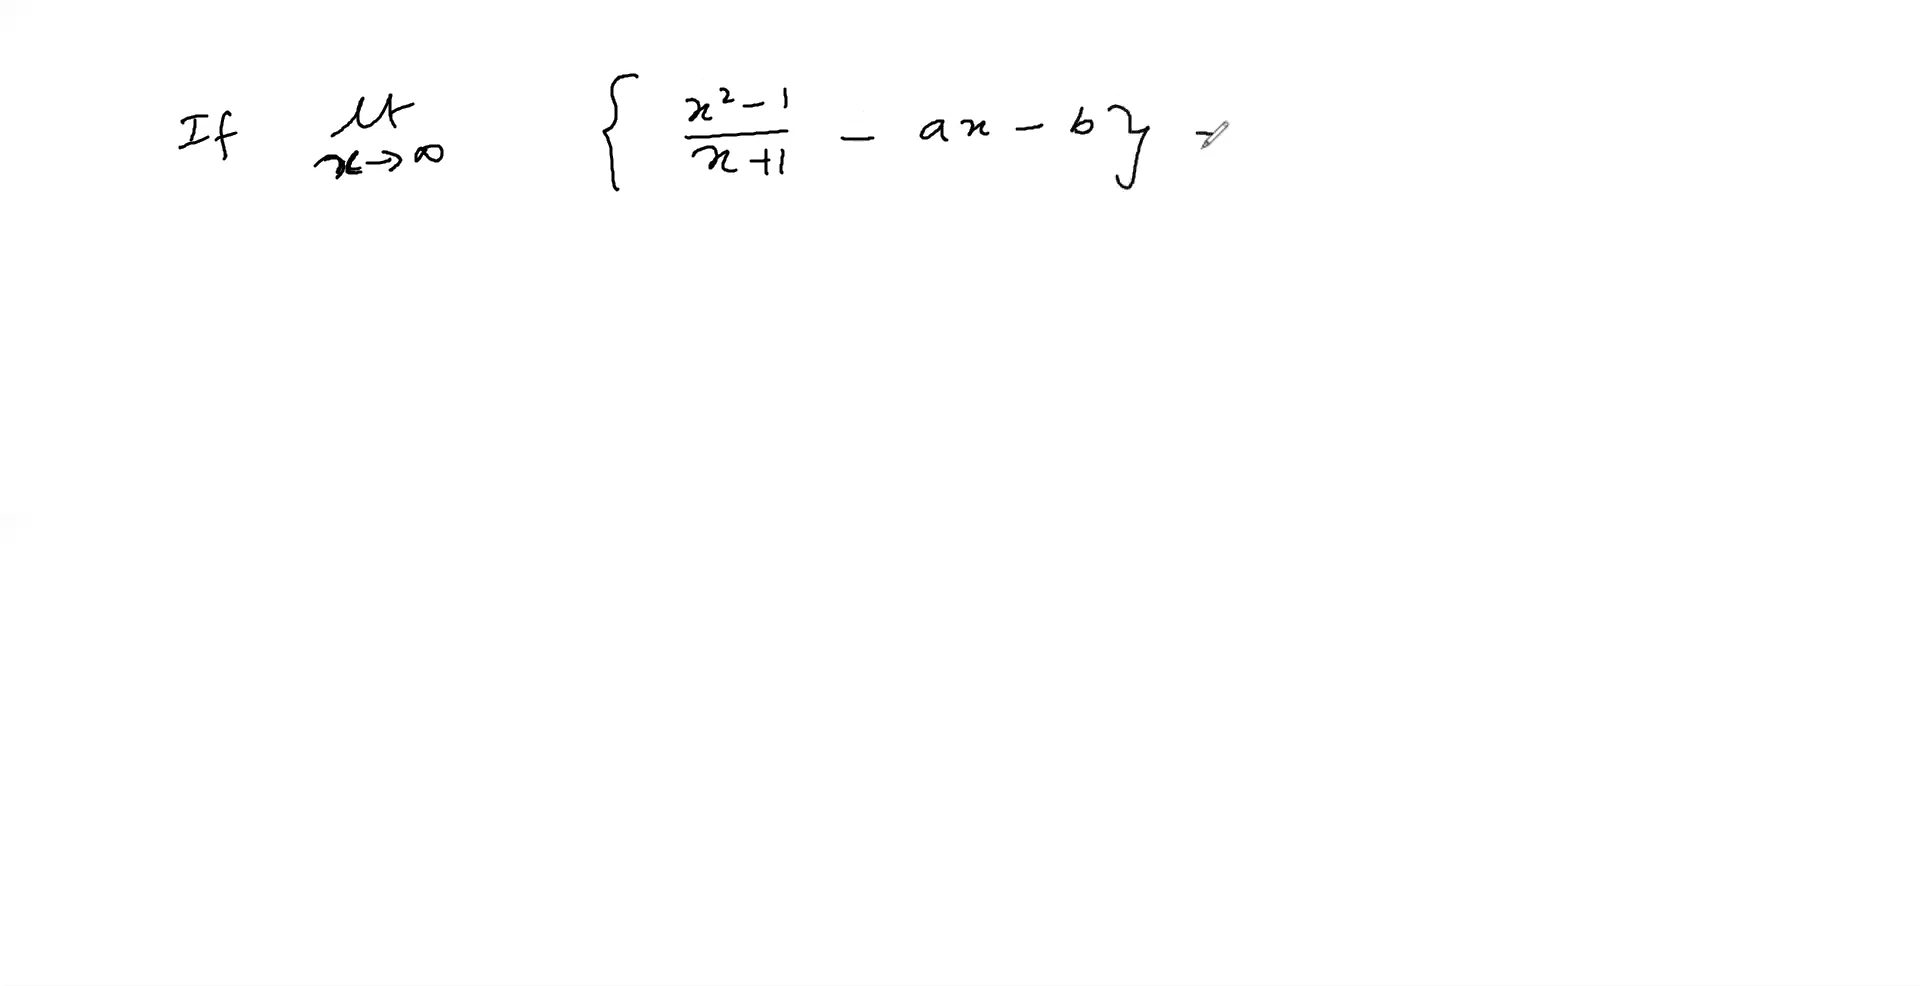 If lt x→∞ { (x² - 1)/(x + 1) - ax - b }